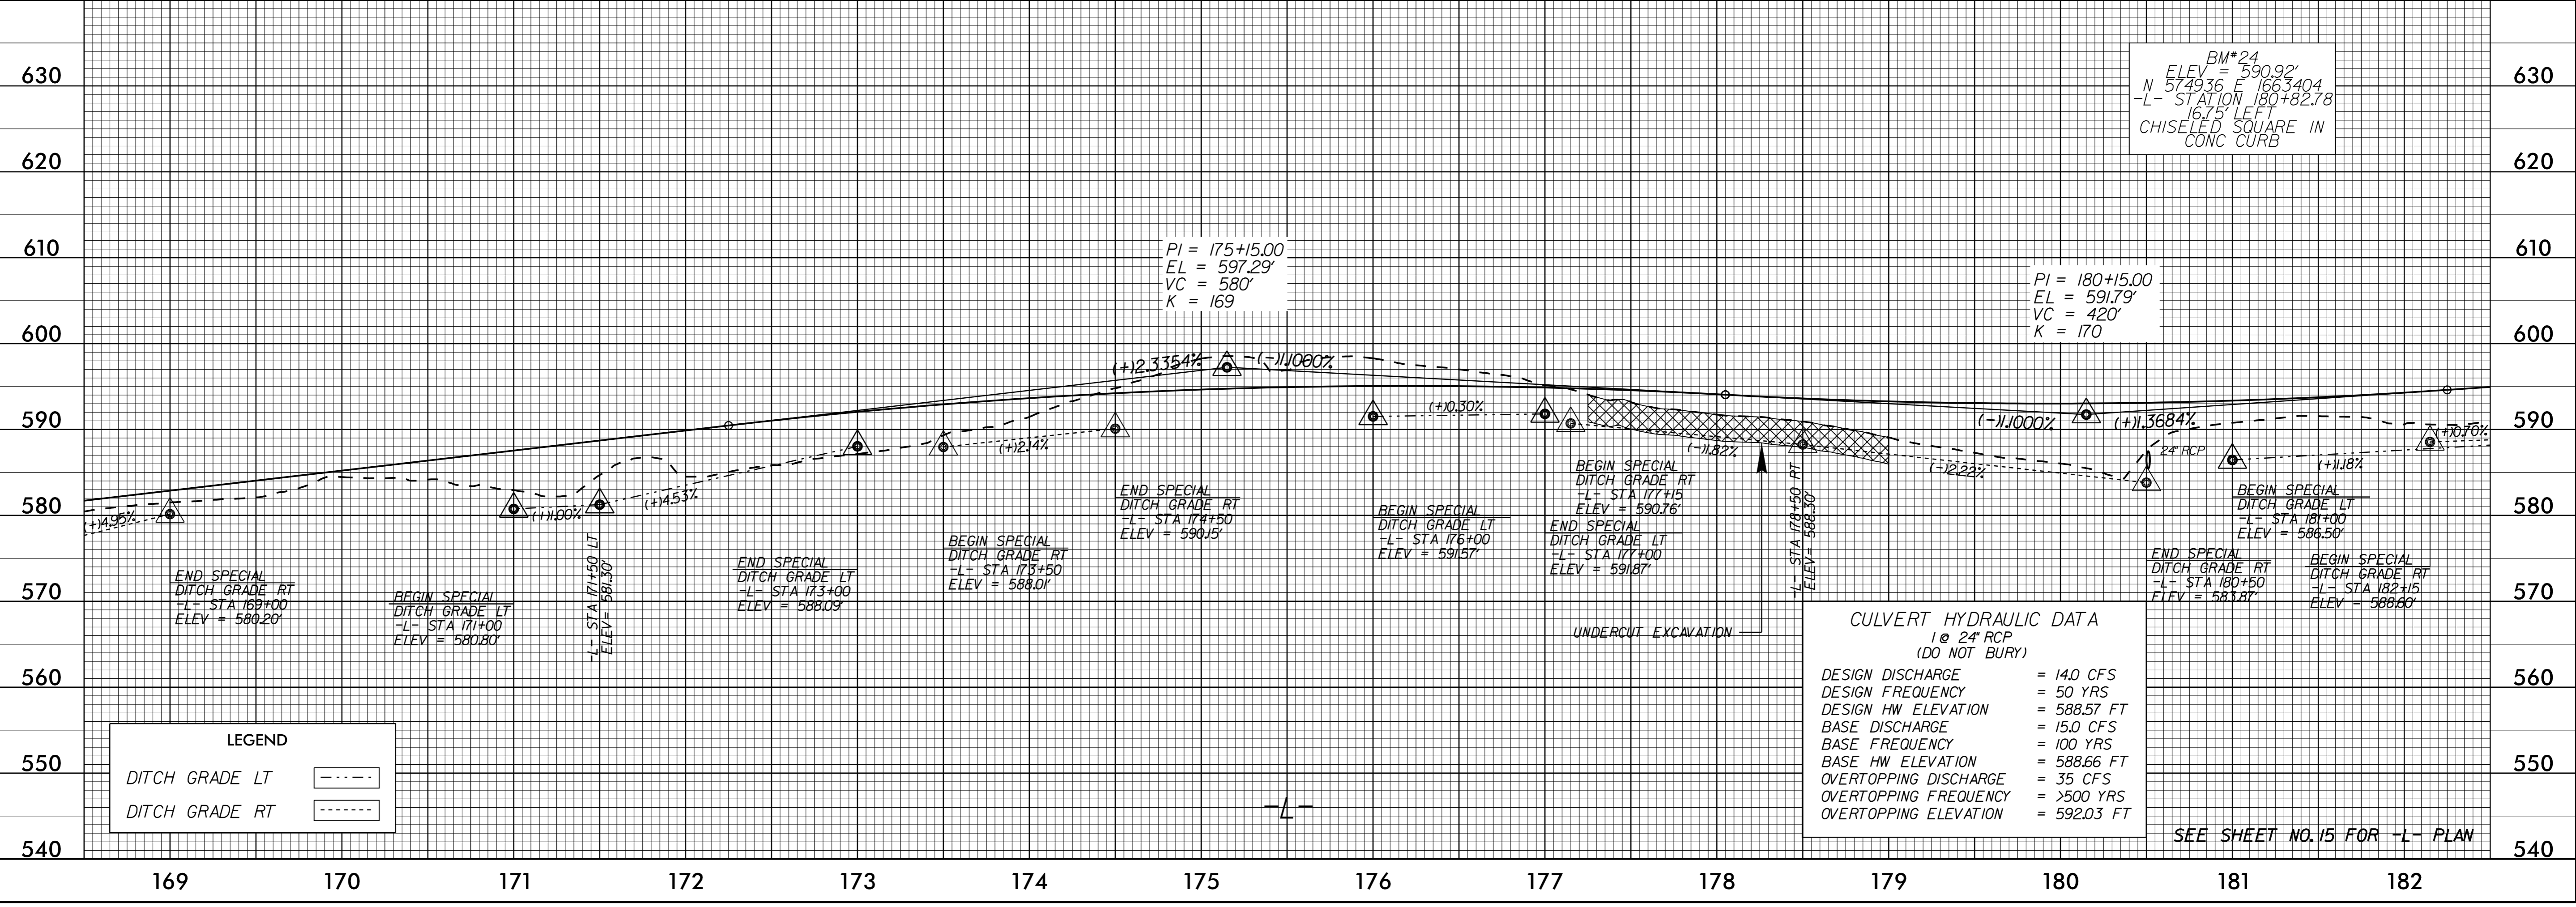 630
620
610
600
590
580
570
560
550
540
630
620
610
600
590
580
570
560
550
540
BM#24
ELEV = 590.92'
N 574936 E 1663404
-L- STATION 180+82.78
16.75' LEFT
CHISELED SQUARE IN
CONC CURB
PI = 175+15.00
EL = 597.29'
VC = 580'
K = 169
PI = 180+15.00
EL = 591.79'
VC = 420'
K = 170
(+)2.3354%
(-)1.1000%
(-)1.1000%
(+)1.3684%
(+)4.95%
(+)1.00%
(+)4.53%
(+)2.14%
(+)0.30%
(-)1.82%
(-)2.22%
24" RCP
(+)1.18%
(+)0.70%
END SPECIAL
DITCH GRADE RT
-L- STA 169+00
ELEV = 580.20'
BEGIN SPECIAL
DITCH GRADE LT
-L- STA 171+00
ELEV = 580.80'
-L- STA 171+50 LT
ELEV= 581.30'
END SPECIAL
DITCH GRADE LT
-L- STA 173+00
ELEV = 588.09'
BEGIN SPECIAL
DITCH GRADE RT
-L- STA 173+50
ELEV = 588.01'
END SPECIAL
DITCH GRADE RT
-L- STA 174+50
ELEV = 590.15'
BEGIN SPECIAL
DITCH GRADE LT
-L- STA 176+00
ELEV = 591.57'
BEGIN SPECIAL
DITCH GRADE RT
-L- STA 177+15
ELEV = 590.76'
END SPECIAL
DITCH GRADE LT
-L- STA 177+00
ELEV = 591.87'
-L- STA 178+50 RT
ELEV= 588.30'
UNDERCUT EXCAVATION
BEGIN SPECIAL
DITCH GRADE LT
-L- STA 181+00
ELEV = 586.50'
END SPECIAL
DITCH GRADE RT
-L- STA 180+50
ELEV = 583.87'
BEGIN SPECIAL
DITCH GRADE RT
-L- STA 182+15
ELEV = 588.60'
CULVERT HYDRAULIC DATA
1 @ 24" RCP
(DO NOT BURY)
DESIGN DISCHARGE = 14.0 CFS
DESIGN FREQUENCY = 50 YRS
DESIGN HW ELEVATION = 588.57 FT
BASE DISCHARGE = 15.0 CFS
BASE FREQUENCY = 100 YRS
BASE HW ELEVATION = 588.66 FT
OVERTOPPING DISCHARGE = 35 CFS
OVERTOPPING FREQUENCY = >500 YRS
OVERTOPPING ELEVATION = 592.03 FT
LEGEND
DITCH GRADE LT
DITCH GRADE RT
-L-
SEE SHEET NO. 15 FOR -L- PLAN
169 170 171 172 173 174 175 176 177 178 179 180 181 182